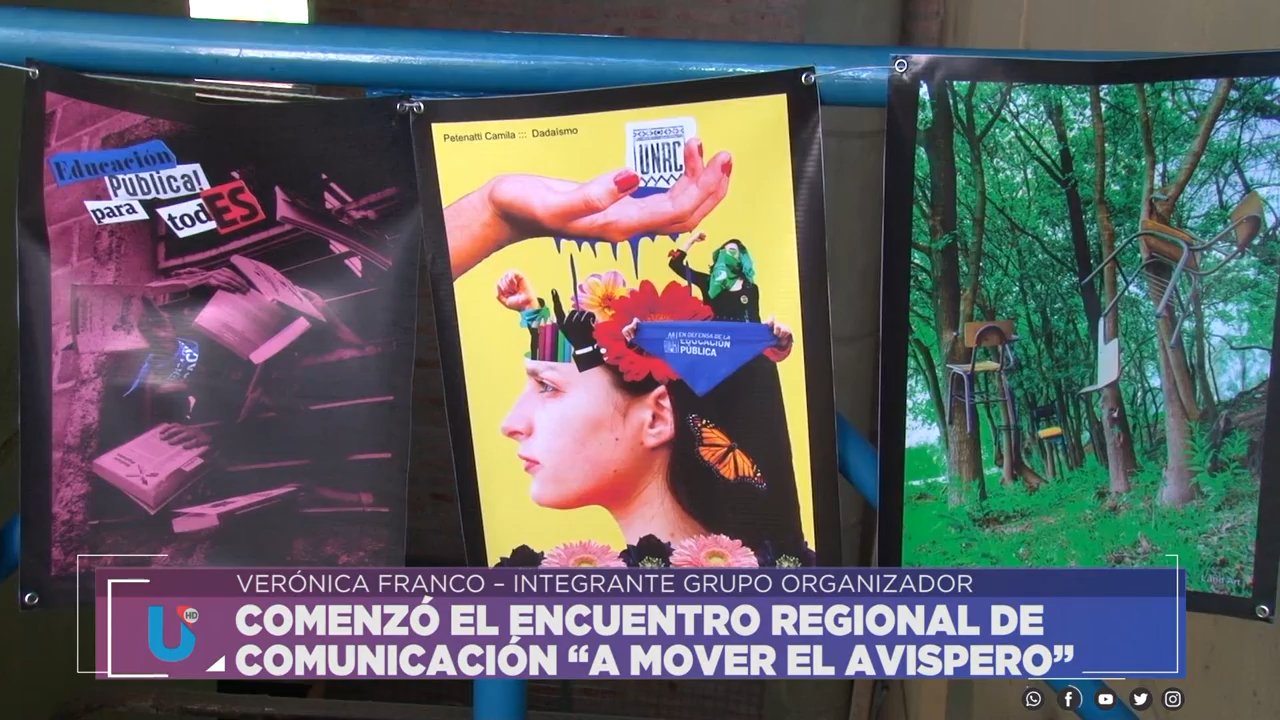 Educación
Pública!
para
todES
Petenatti Camila ::: Dadaísmo
UNRC
EN DEFENSA DE LA
EDUCACIÓN
PÚBLICA
VERÓNICA FRANCO – INTEGRANTE GRUPO ORGANIZADOR
COMENZÓ EL ENCUENTRO REGIONAL DE
COMUNICACIÓN “A MOVER EL AVISPERO”
U HD